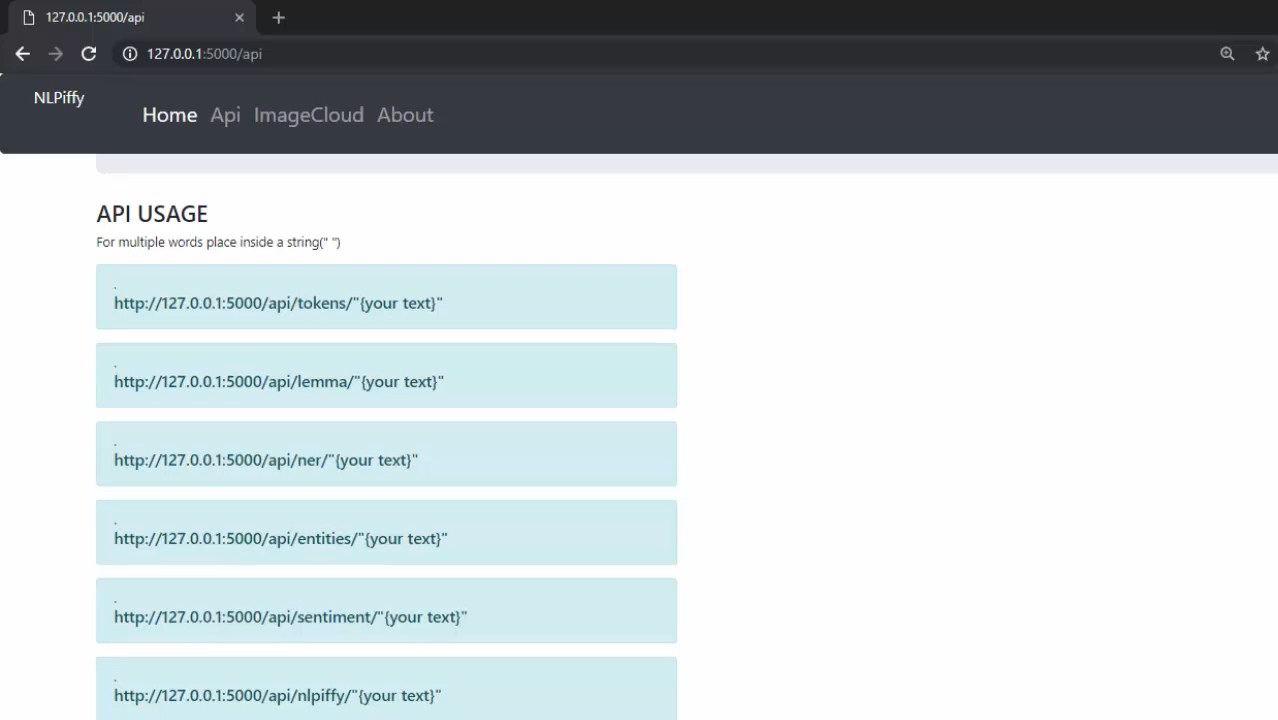 127.0.0.1:5000/api
127.0.0.1:5000/api
NLPiffy
Home Api ImageCloud About
API USAGE
For multiple words place inside a string(" ")
.
http://127.0.0.1:5000/api/tokens/"{your text}"
.
http://127.0.0.1:5000/api/lemma/"{your text}"
.
http://127.0.0.1:5000/api/ner/"{your text}"
.
http://127.0.0.1:5000/api/entities/"{your text}"
.
http://127.0.0.1:5000/api/sentiment/"{your text}"
.
http://127.0.0.1:5000/api/nlpiffy/"{your text}"